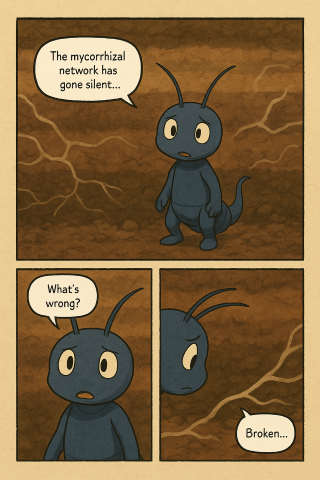 The mycorrhizal
network has
gone silent...
What's
wrong?
Broken...